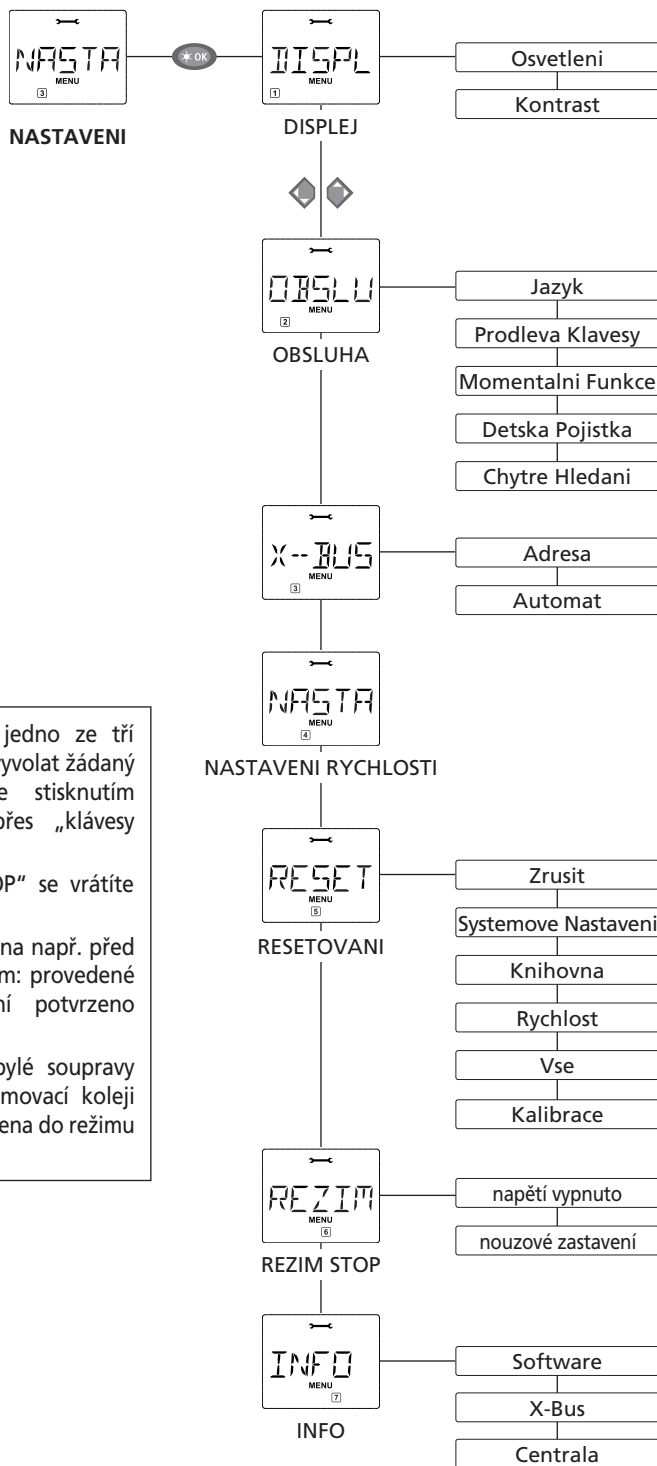 NASTA
MENU
3
NASTAVENI
OK
DISPL
MENU
1
DISPLEJ
Osvetleni
Kontrast
OBSLU
MENU
2
OBSLUHA
Jazyk
Prodleva Klavesy
Momentalni Funkce
Detska Pojistka
Chytre Hledani
X--BUS
MENU
3
Adresa
Automat
NASTA
MENU
4
NASTAVENI RYCHLOSTI
jedno ze tří
vyvolat žádaný
e stisknutím
přes „klávesy
OP“ se vrátíte
na např. před
m: provedené
ní potvrzeno
bylé soupravy
movací koleji
ena do režimu
RESET
MENU
5
RESETOVANI
Zrusit
Systemove Nastaveni
Knihovna
Rychlost
Vse
Kalibrace
REZIM
MENU
6
REZIM STOP
napětí vypnuto
nouzové zastavení
INFO
MENU
7
INFO
Software
X-Bus
Centrala